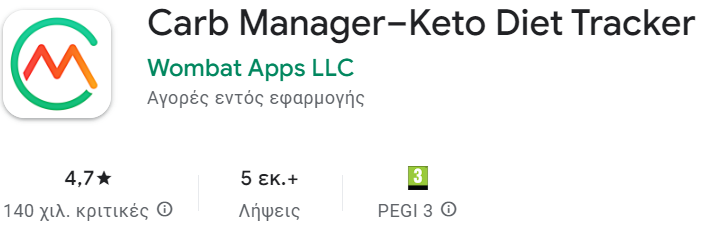 Carb Manager–Keto Diet Tracker
Wombat Apps LLC
Αγορές εντός εφαρμογής
4,7★ 5 εκ.+ 3
140 χιλ. κριτικές Λήψεις PEGI 3